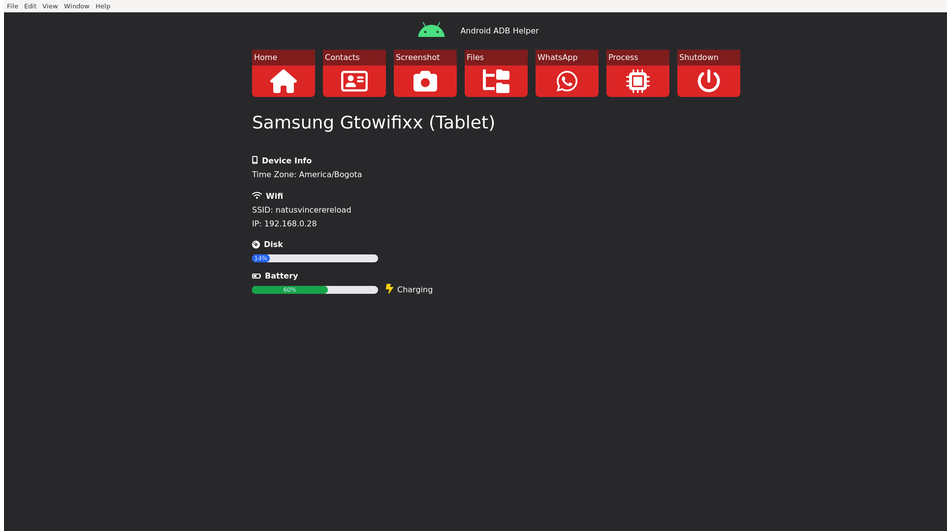 File Edit View Window Help
Android ADB Helper
Home Contacts Screenshot Files WhatsApp Process Shutdown
Samsung Gtowifixx (Tablet)
Device Info
Time Zone: America/Bogota
Wifi
SSID: natusvincerereload
IP: 192.168.0.28
Disk
14%
Battery
60% Charging